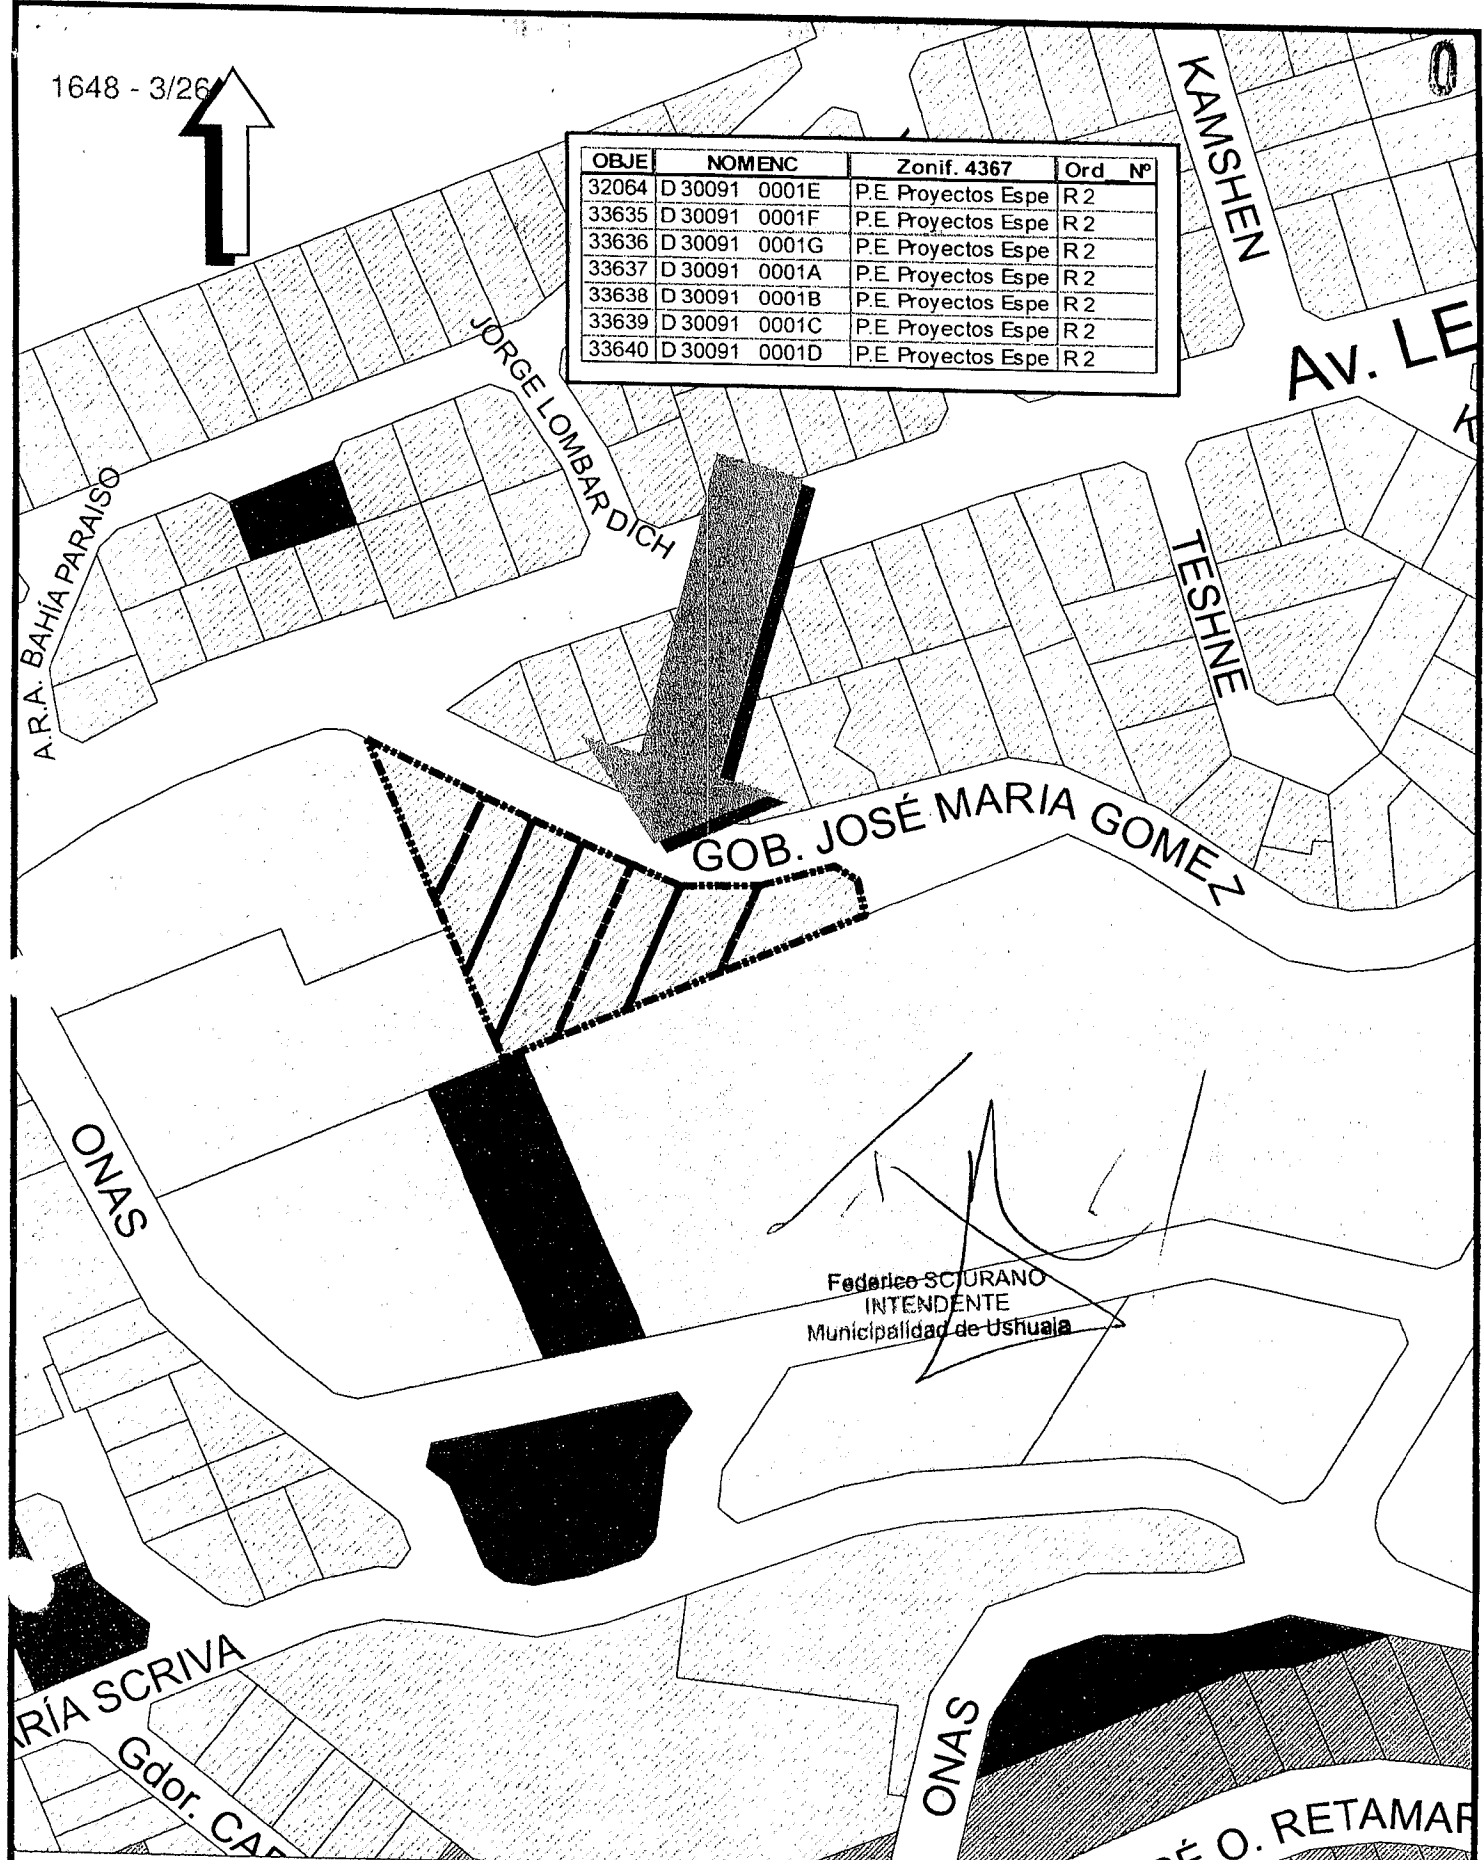 1648 - 3/26
0
KAMSHEN
OBJE NOMENC Zonif. 4367 Ord__Nº
32064 D 30091 0001E P.E. Proyectos Espe R 2
33635 D 30091 0001F P.E. Proyectos Espe R 2
33636 D 30091 0001G P.E. Proyectos Espe R 2
33637 D 30091 0001A P.E. Proyectos Espe R 2
33638 D 30091 0001B P.E. Proyectos Espe R 2
33639 D 30091 0001C P.E. Proyectos Espe R 2
33640 D 30091 0001D P.E. Proyectos Espe R 2
Av. LE
K
JORGE LOMBARDICH
A.R.A. BAHÍA PARAISO
TESHNE
GOB. JOSÉ MARIA GOMEZ
ONAS
Federico SCIURANO
INTENDENTE
Municipalidad de Ushuaia
RÍA SCRIVA
Gdor. CAR
ONAS
É O. RETAMAR